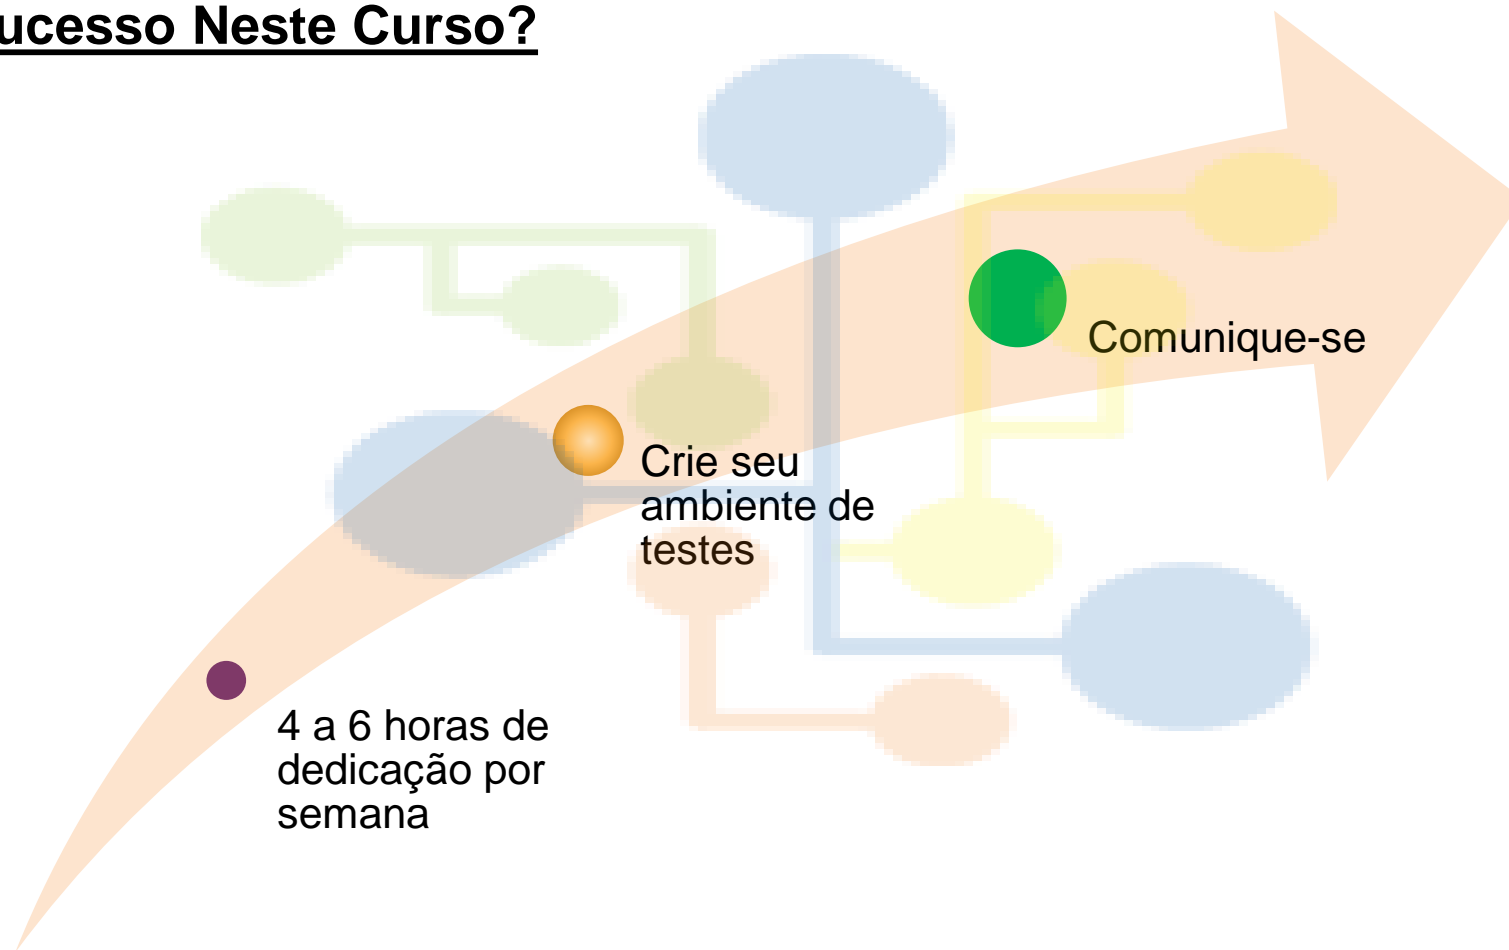 ucesso Neste Curso?
Comunique-se
Crie seu
ambiente de
testes
4 a 6 horas de
dedicação por
semana